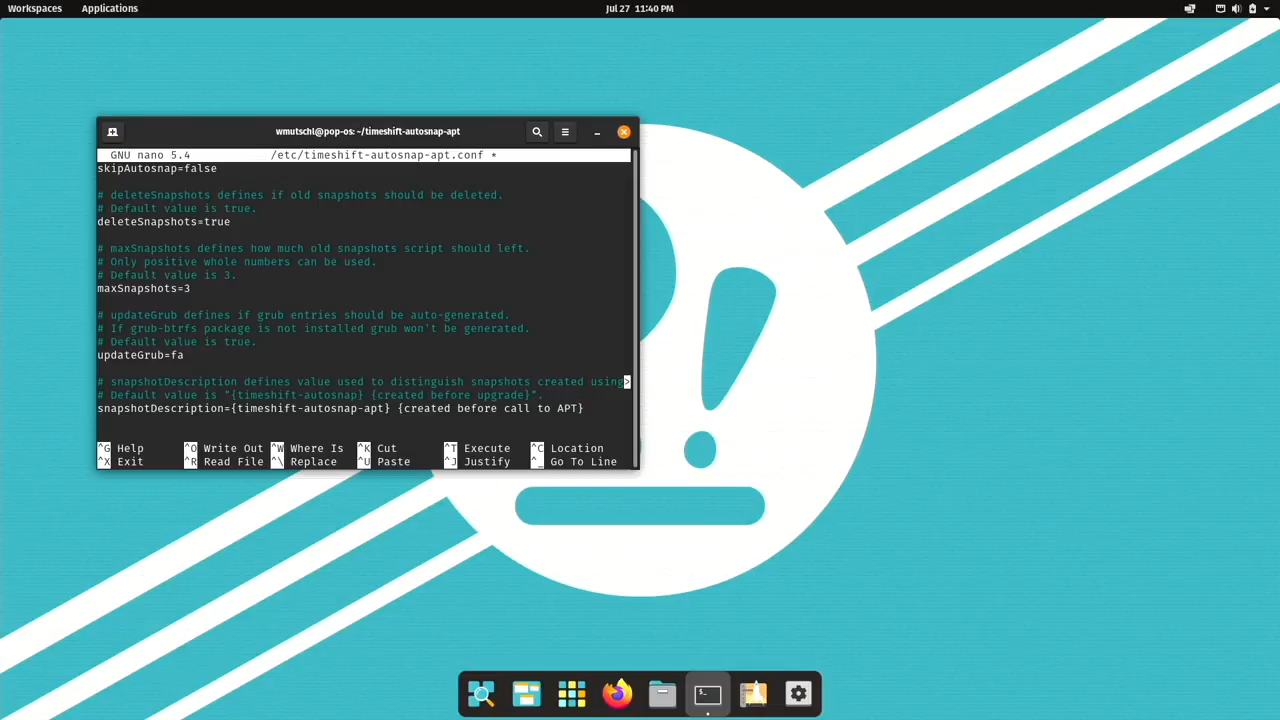 Workspaces Applications Jul 27 11:40 PM
wmutschl@pop-os: ~/timeshift-autosnap-apt
GNU nano 5.4 /etc/timeshift-autosnap-apt.conf *
skipAutosnap=false
# deleteSnapshots defines if old snapshots should be deleted.
# Default value is true.
deleteSnapshots=true
# maxSnapshots defines how much old snapshots script should left.
# Only positive whole numbers can be used.
# Default value is 3.
maxSnapshots=3
# updateGrub defines if grub entries should be auto-generated.
# If grub-btrfs package is not installed grub won't be generated.
# Default value is true.
updateGrub=fa
# snapshotDescription defines value used to distinguish snapshots created using>
# Default value is "{timeshift-autosnap} {created before upgrade}".
snapshotDescription={timeshift-autosnap-apt} {created before call to APT}
^G Help ^O Write Out ^W Where Is ^K Cut ^T Execute ^C Location
^X Exit ^R Read File ^\ Replace ^U Paste ^J Justify ^_ Go To Line
$_